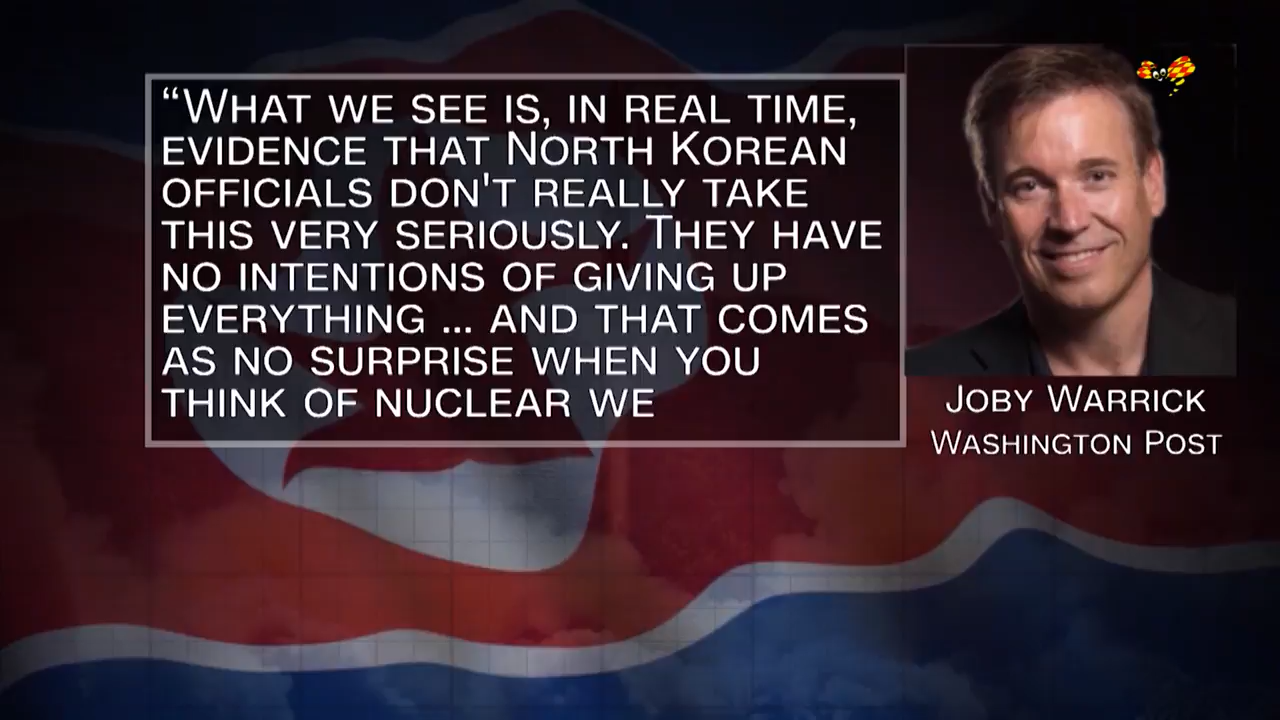 “WHAT WE SEE IS, IN REAL TIME,
EVIDENCE THAT NORTH KOREAN
OFFICIALS DON'T REALLY TAKE
THIS VERY SERIOUSLY. THEY HAVE
NO INTENTIONS OF GIVING UP
EVERYTHING ... AND THAT COMES
AS NO SURPRISE WHEN YOU
THINK OF NUCLEAR WE
JOBY WARRICK
WASHINGTON POST